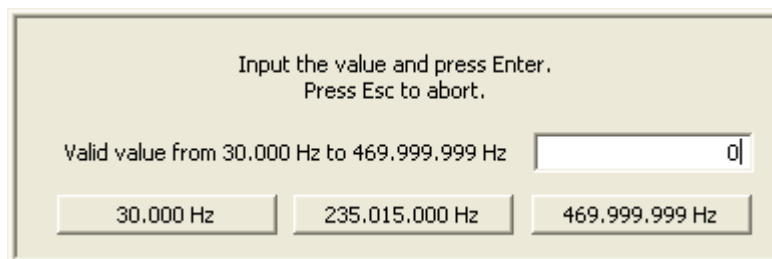 Input the value and press Enter.
Press Esc to abort.
Valid value from 30.000 Hz to 469.999.999 Hz 0
30.000 Hz 235.015.000 Hz 469.999.999 Hz